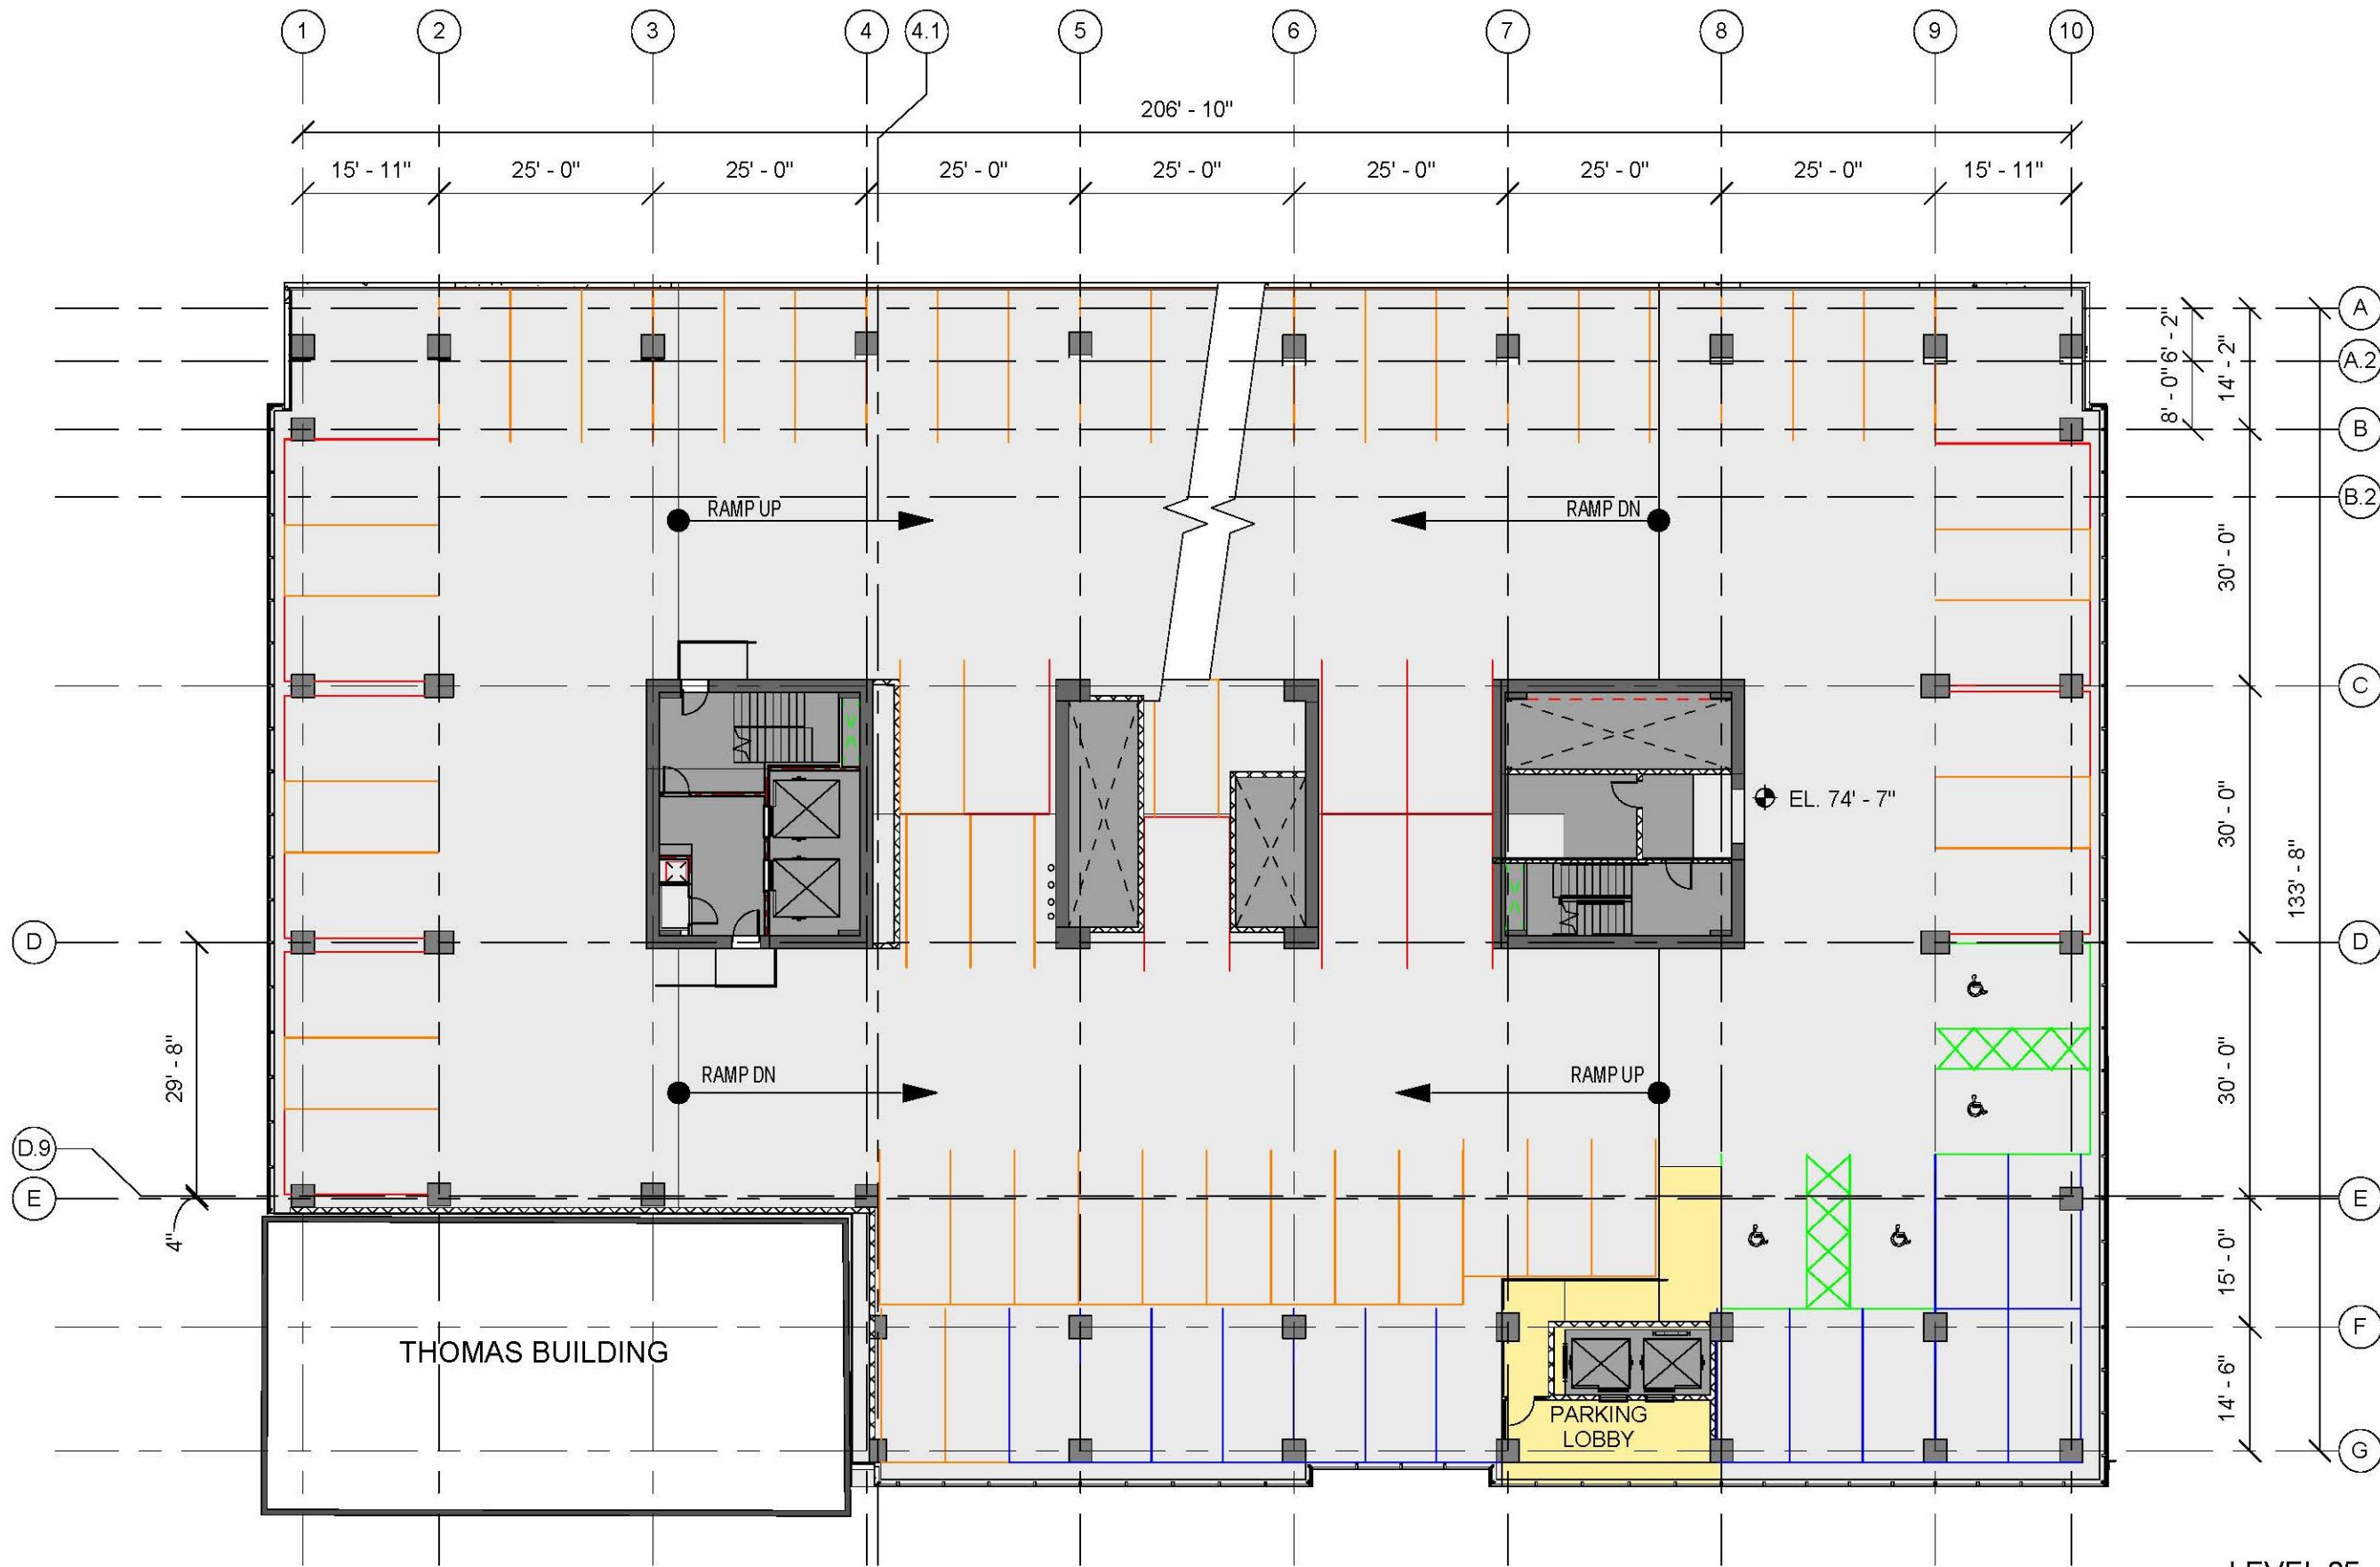 1 2 3 4 4.1 5 6 7 8 9 10
206' - 10"
15' - 11" 25' - 0" 25' - 0" 25' - 0" 25' - 0" 25' - 0" 25' - 0" 25' - 0" 15' - 11"
A
6' - 2"
14' - 2"
A.2
8' - 0"
B
B.2
RAMP UP
RAMP DN
30' - 0"
C
EL. 74' - 7"
30' - 0"
133' - 8"
D
D
29' - 8"
RAMP DN
RAMP UP
30' - 0"
D.9
E
E
4"
15' - 0"
F
THOMAS BUILDING
14' - 6"
PARKING
LOBBY
G